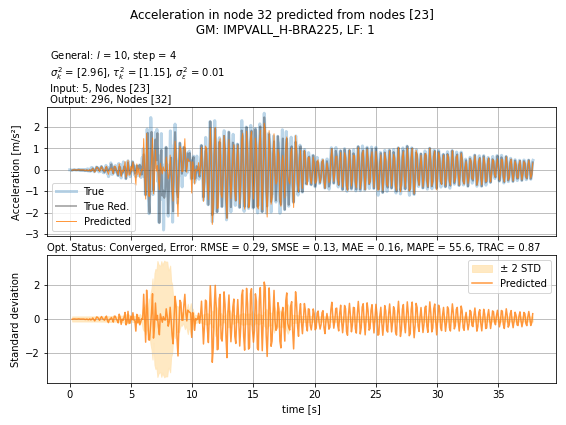 Acceleration in node 32 predicted from nodes [23]
GM: IMPVALL_H-BRA225, LF: 1
General: l = 10, step = 4
σ²ₖ = [2.96], τ²ₖ = [1.15], σ²ε = 0.01
Input: 5, Nodes [23]
Output: 296, Nodes [32]
Acceleration [m/s²]
2
1
0
−1
−2
−3
True
True Red.
Predicted
Opt. Status: Converged, Error: RMSE = 0.29, SMSE = 0.13, MAE = 0.16, MAPE = 55.6, TRAC = 0.87
Standard deviation
2
0
−2
± 2 STD
Predicted
0 5 10 15 20 25 30 35
time [s]